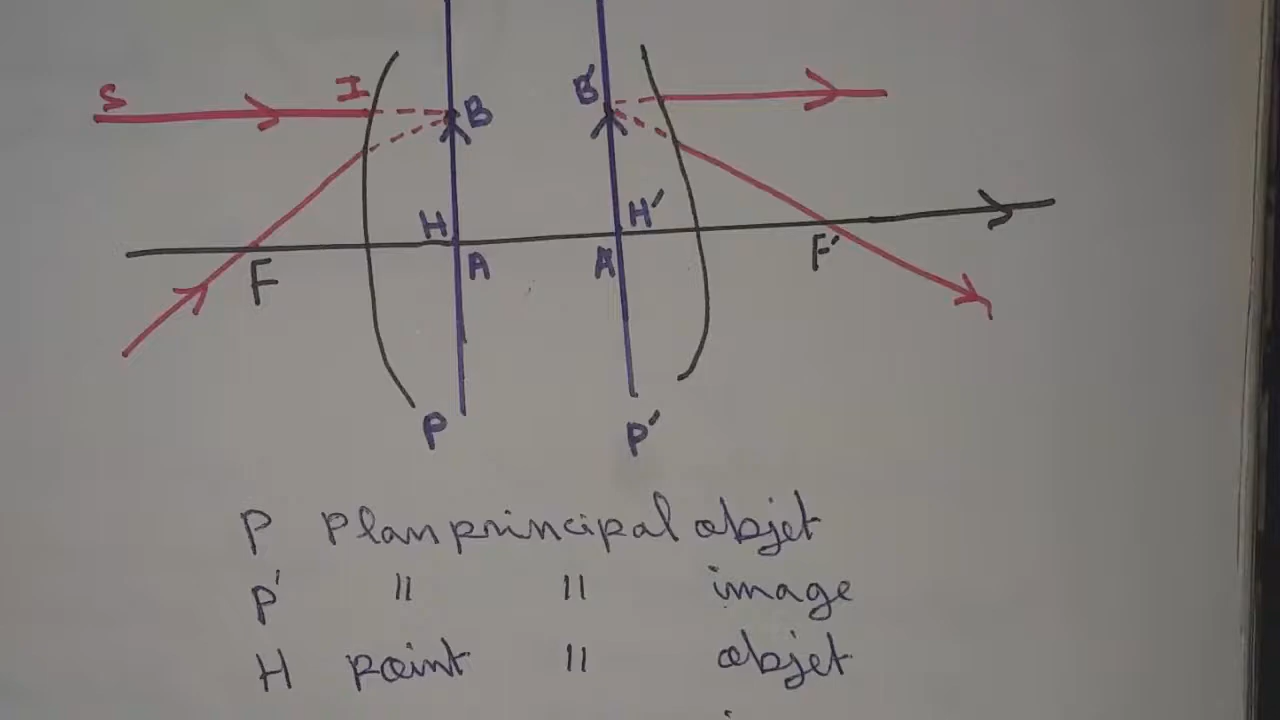 S I B B'
H H'
F A A F'
P P'
P Plan principal objet
P' " " image
H point " objet